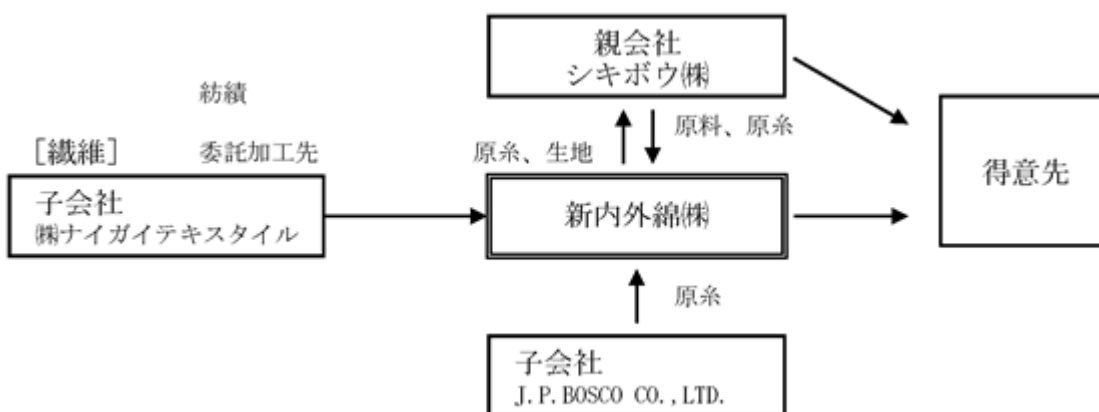 親会社
シキボウ㈱
紡績
原料、原糸
[繊維]
委託加工先
原糸、生地
得意先
子会社
㈱ナイガイテキスタイル
新内外綿㈱
原糸
子会社
J.P.BOSCO CO.,LTD.